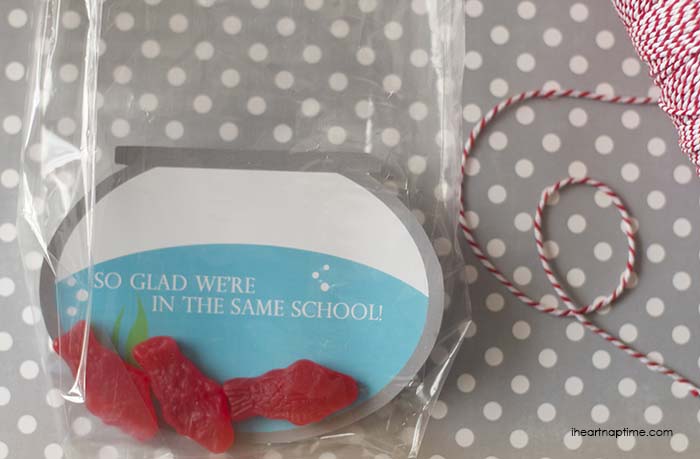 SO GLAD WE'RE
IN THE SAME SCHOOL!
iheartnaptime.com